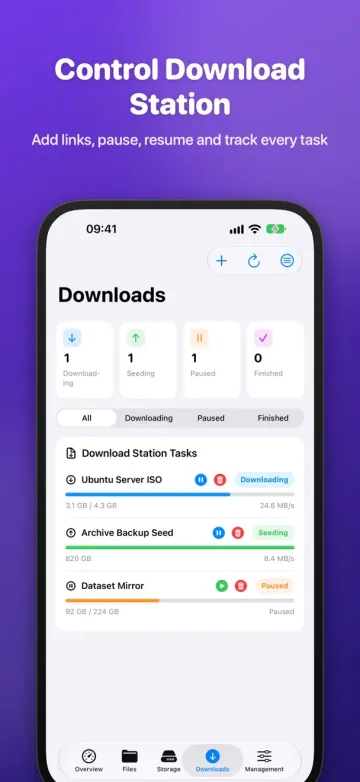 Control Download
Station
Add links, pause, resume and track every task
09:41
Downloads
1
Download-
ing
1
Seeding
1
Paused
0
Finished
All
Downloading
Paused
Finished
Download Station Tasks
Ubuntu Server ISO
Downloading
3.1 GB / 4.3 GB
24.6 MB/s
Archive Backup Seed
Seeding
820 GB
8.4 MB/s
Dataset Mirror
Paused
92 GB / 224 GB
Paused
Overview
Files
Storage
Downloads
Management